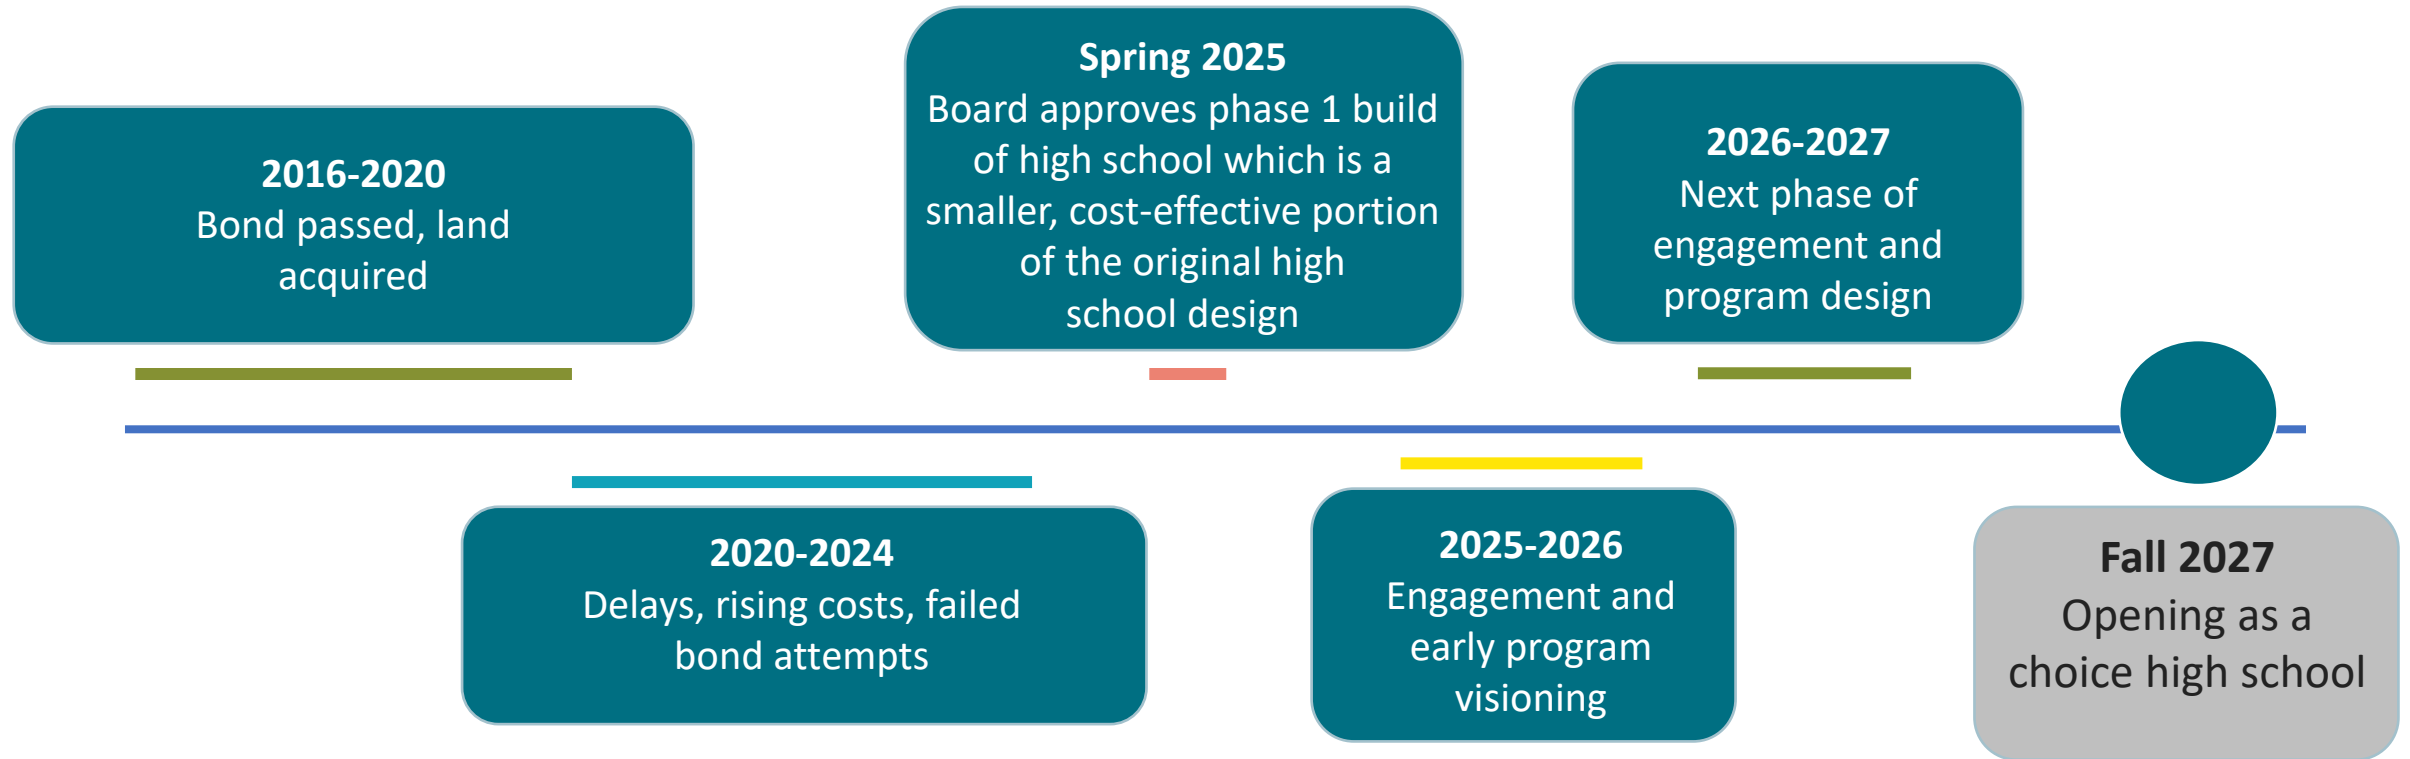 2016-2020
Bond passed, land
acquired
2020-2024
Delays, rising costs, failed
bond attempts
Spring 2025
Board approves phase 1 build
of high school which is a
smaller, cost-effective portion
of the original high
school design
2025-2026
Engagement and
early program
visioning
2026-2027
Next phase of
engagement and
program design
Fall 2027
Opening as a
choice high school